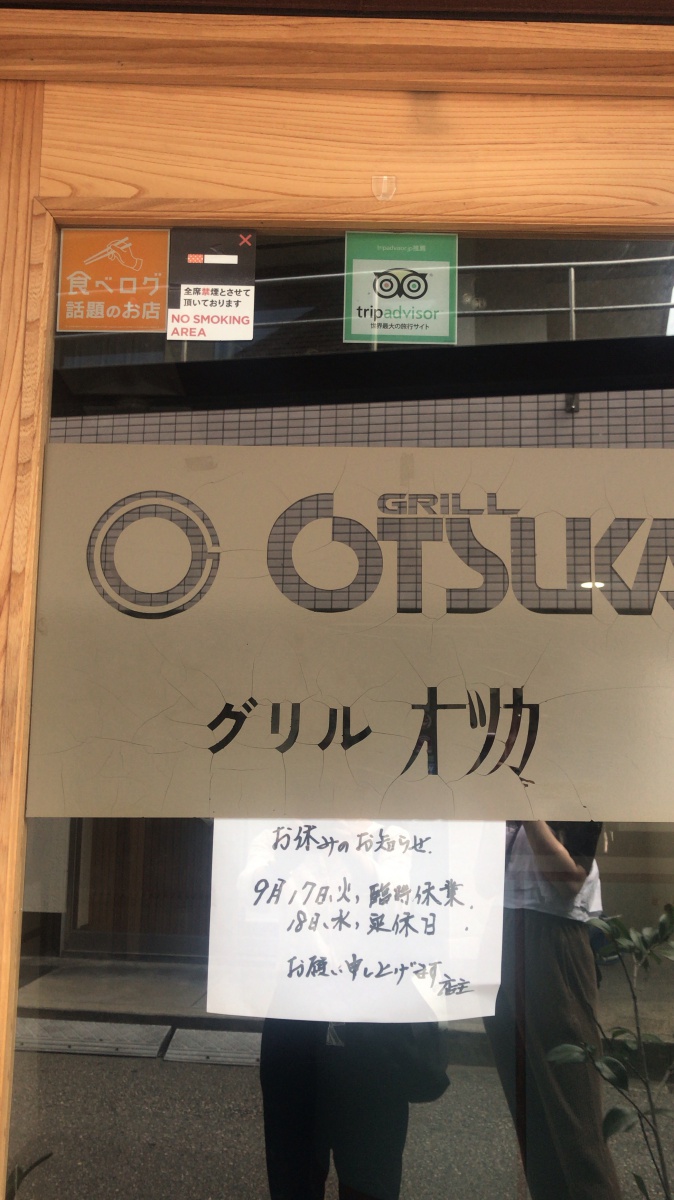 食べログ
話題のお店
全席禁煙とさせて
頂いております
NO SMOKING
AREA
tripadvisor
世界最大の旅行サイト
GRILL
OTSUKA
グリル オツカ
お休みのお知らせ.
9月17日、火、臨時休業.
18日、水、定休日.
お願い申し上げます
店主